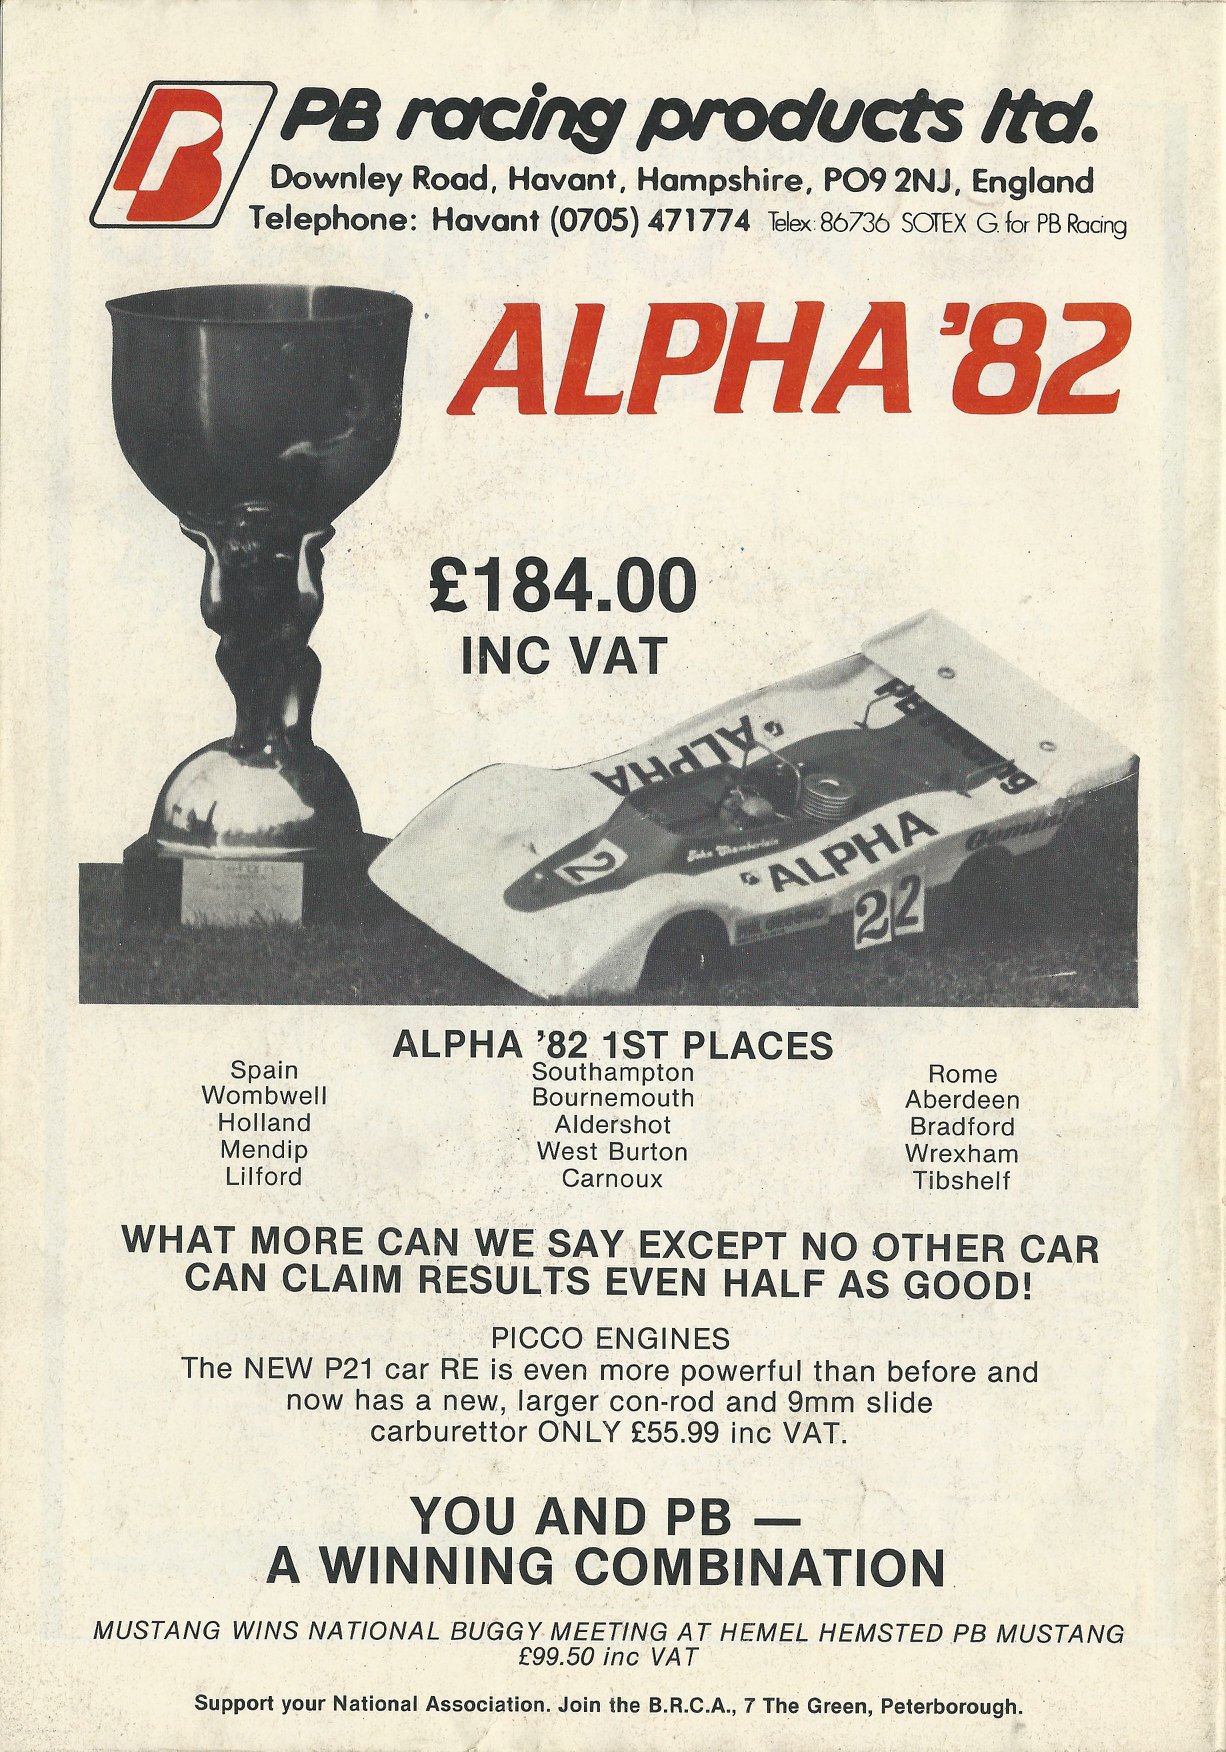 PB racing products ltd.
Downley Road, Havant, Hampshire, PO9 2NJ, England
Telephone: Havant (0705) 471774 Telex: 86736 SOTEX G. for PB Racing
ALPHA '82
£184.00
INC VAT
ALPHA
PB racing
2
John Chamberlain
ALPHA
22
ALPHA '82 1ST PLACES
Spain
Wombwell
Holland
Mendip
Lilford
Southampton
Bournemouth
Aldershot
West Burton
Carnoux
Rome
Aberdeen
Bradford
Wrexham
Tibshelf
WHAT MORE CAN WE SAY EXCEPT NO OTHER CAR
CAN CLAIM RESULTS EVEN HALF AS GOOD!
PICCO ENGINES
The NEW P21 car RE is even more powerful than before and
now has a new, larger con-rod and 9mm slide
carburettor ONLY £55.99 inc VAT.
YOU AND PB —
A WINNING COMBINATION
MUSTANG WINS NATIONAL BUGGY MEETING AT HEMEL HEMSTED PB MUSTANG
£99.50 inc VAT
Support your National Association. Join the B.R.C.A., 7 The Green, Peterborough.